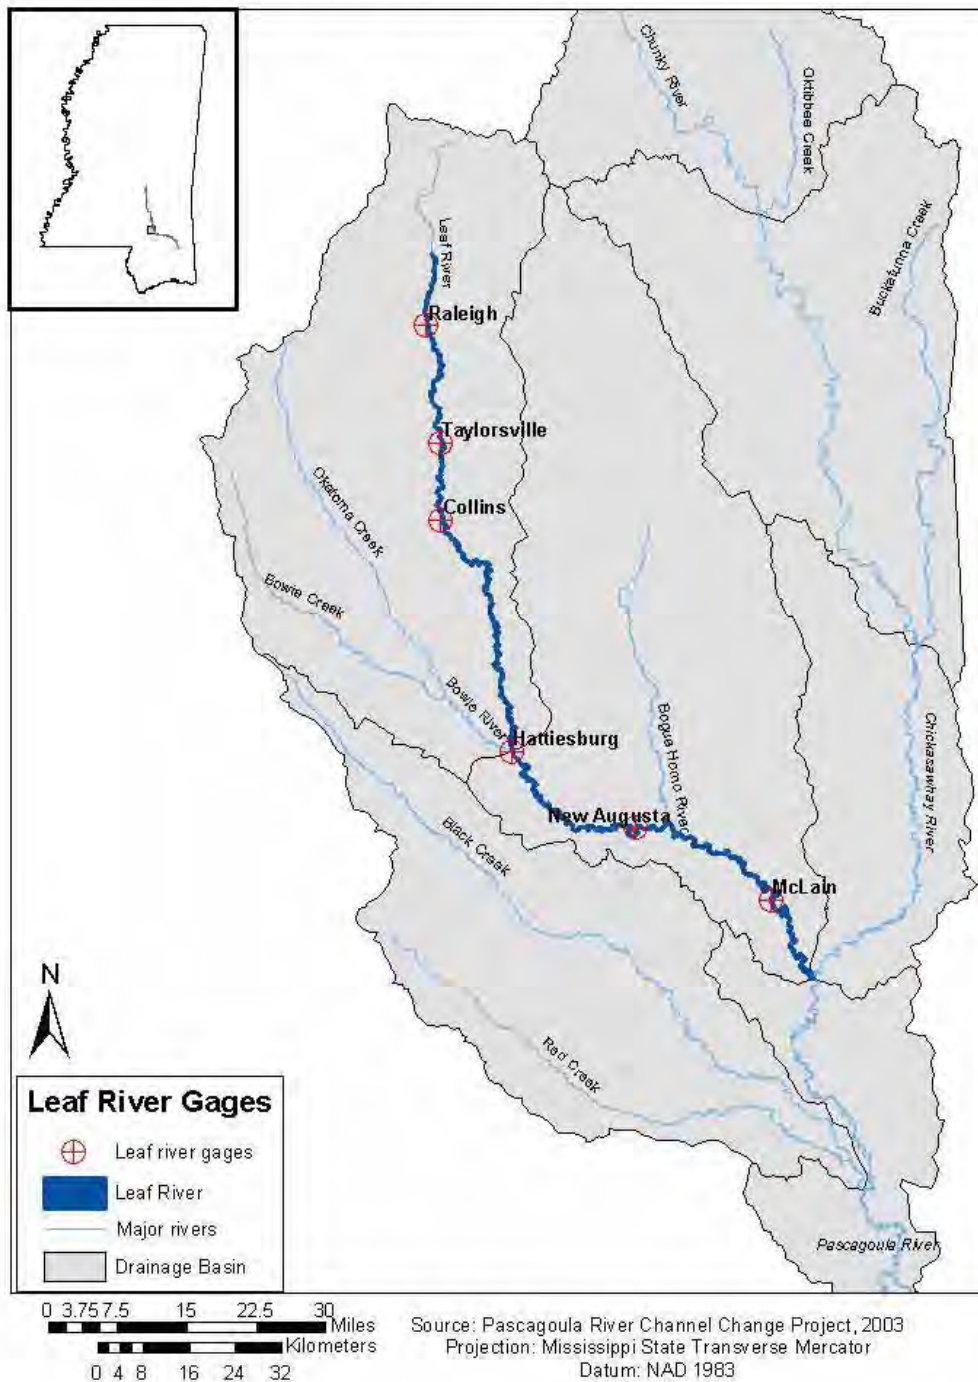 Chunky River
Oktibbee Creek
Buckatunna Creek
Leaf River
Raleigh
Taylorsville
Collins
Okatoma Creek
Bowie Creek
Bowie River
Hattiesburg
New Augusta
Bogue Homo River
Black Creek
McLain
Chickasawhay River
Red Creek
Pascagoula River
N
Leaf River Gages
Leaf river gages
Leaf River
Major rivers
Drainage Basin
0 3.75 7.5 15 22.5 30
Miles
Kilometers
0 4 8 16 24 32
Source: Pascagoula River Channel Change Project, 2003
Projection: Mississippi State Transverse Mercator
Datum: NAD 1983